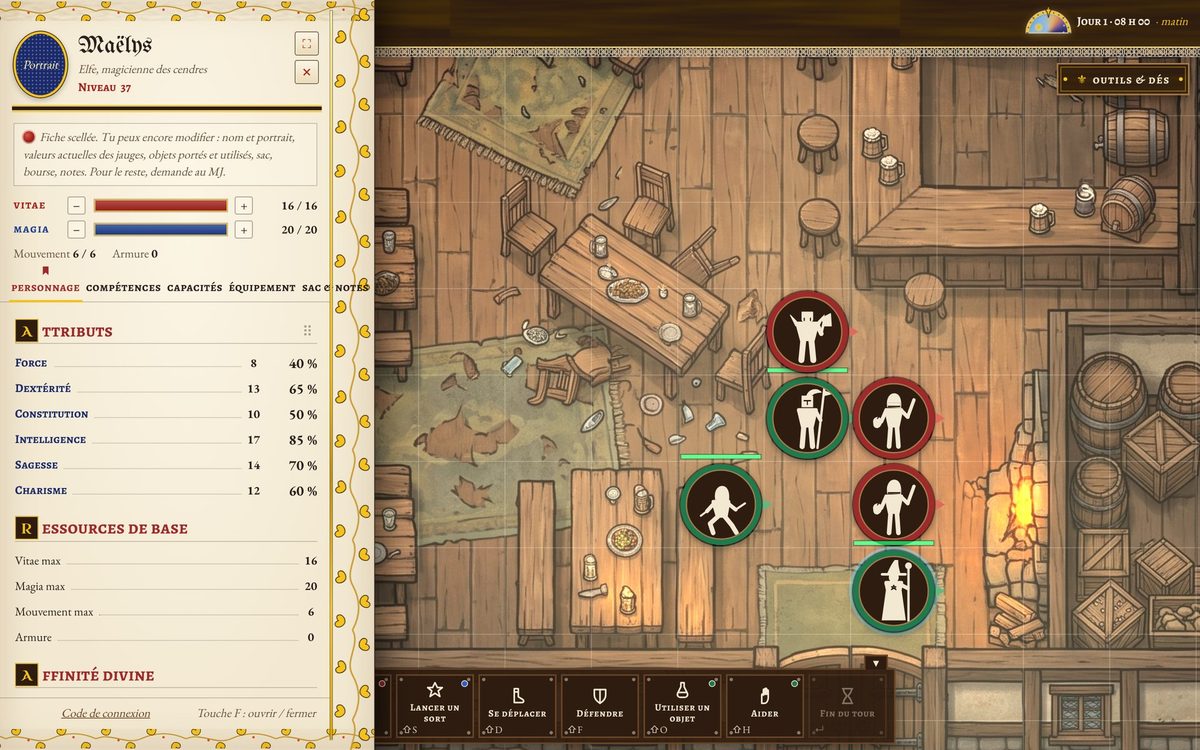 Maëlys
Portrait
Elfe, magicienne des cendres
Niveau 37
Fiche scellée. Tu peux encore modifier : nom et portrait,
valeurs actuelles des jauges, objets portés et utilisés, sac,
bourse, notes. Pour le reste, demande au MJ.
VITAE − + 16 / 16
MAGIA − + 20 / 20
Mouvement 6 / 6 Armure 0
PERSONNAGE COMPÉTENCES CAPACITÉS ÉQUIPEMENT SAC & NOTES
ATTRIBUTS
Force 8 40 %
Dextérité 13 65 %
Constitution 10 50 %
Intelligence 17 85 %
Sagesse 14 70 %
Charisme 12 60 %
RESSOURCES DE BASE
Vitae max 16
Magia max 20
Mouvement max 6
Armure 0
AFFINITÉ DIVINE
Code de connexion Touche F : ouvrir / fermer
Jour 1 · 08 h 00 · matin
OUTILS & DÉS
Lancer un
sort
⇧S
Se déplacer
⇧D
Défendre
⇧F
Utiliser un
objet
⇧O
Aider
⇧H
Fin du tour
↵